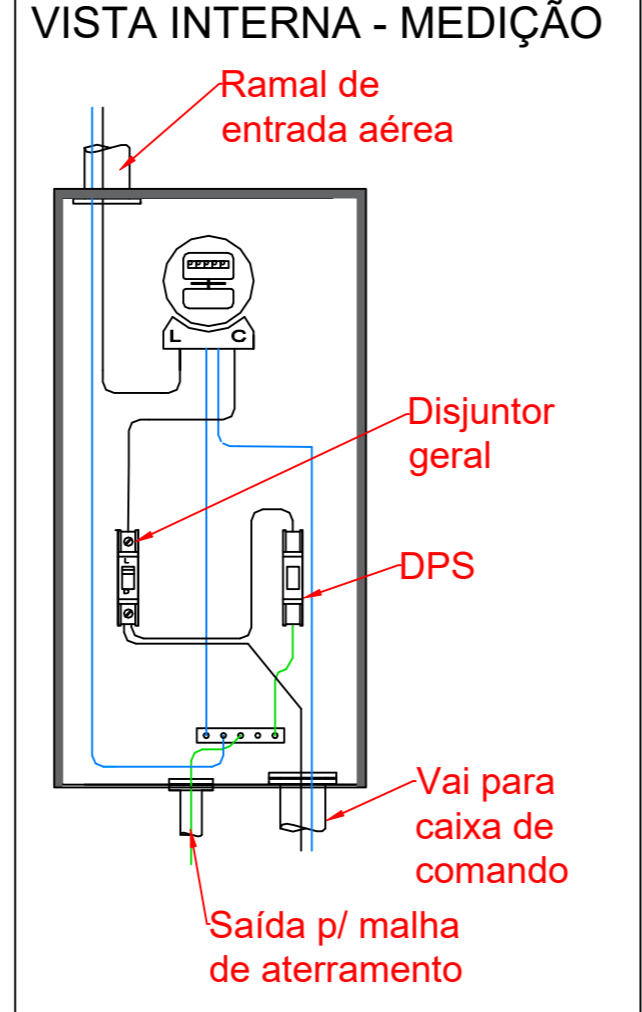 VISTA INTERNA - MEDIÇÃO
Ramal de
entrada aérea
L C
Disjuntor
geral
L
DPS
Vai para
caixa de
comando
Saída p/ malha
de aterramento